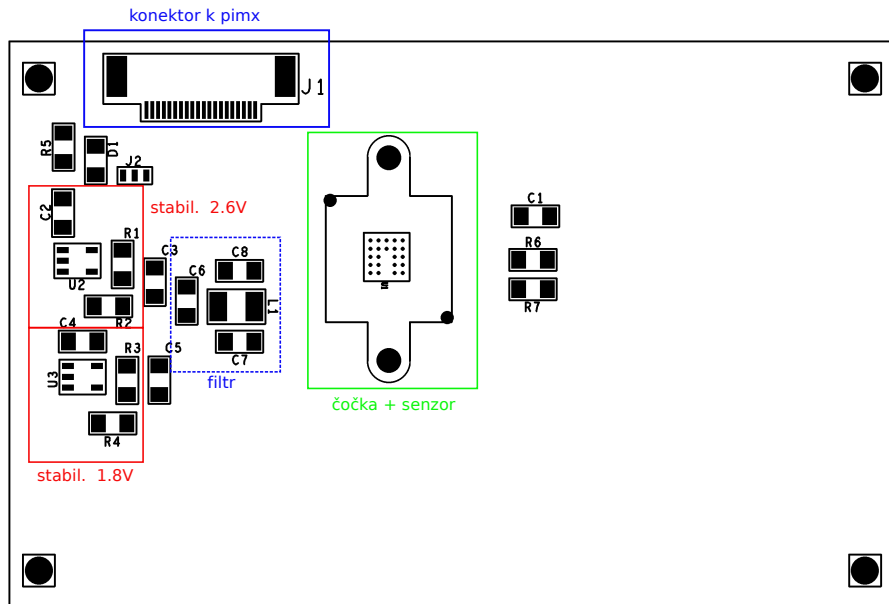 konektor k pimx
J1
R5
D1
J2
C2
stabil.  2.6V
C1
R1
C3
C8
R6
U2
C6
L1
R7
R2
C4
C7
R3
C5
U3
filtr
čočka + senzor
R4
stabil.  1.8V